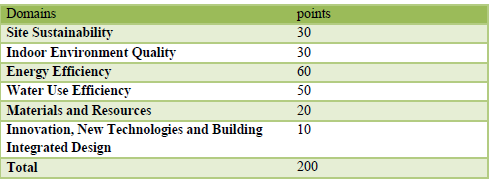 Domains points
Site Sustainability 30
Indoor Environment Quality 30
Energy Efficiency 60
Water Use Efficiency 50
Materials and Resources 20
Innovation, New Technologies and Building 10
Integrated Design
Total 200